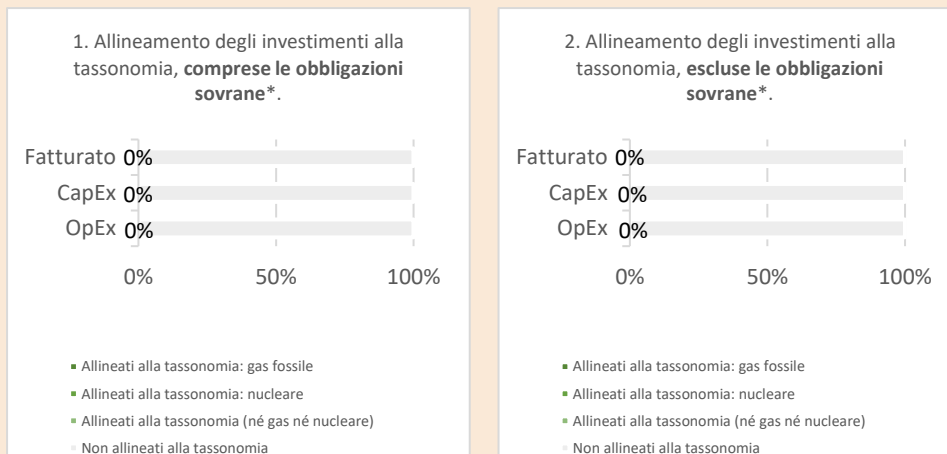 1. Allineamento degli investimenti alla
tassonomia, comprese le obbligazioni
sovrane*.
Fatturato 0%
CapEx 0%
OpEx 0%
0% 50% 100%
Allineati alla tassonomia: gas fossile
Allineati alla tassonomia: nucleare
Allineati alla tassonomia (né gas né nucleare)
Non allineati alla tassonomia
2. Allineamento degli investimenti alla
tassonomia, escluse le obbligazioni
sovrane*.
Fatturato 0%
CapEx 0%
OpEx 0%
0% 50% 100%
Allineati alla tassonomia: gas fossile
Allineati alla tassonomia: nucleare
Allineati alla tassonomia (né gas né nucleare)
Non allineati alla tassonomia